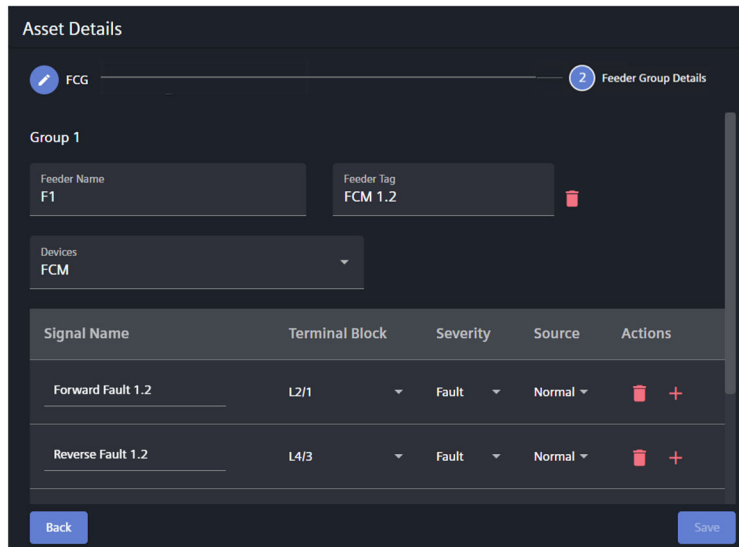 Asset Details
FCG
2 Feeder Group Details
Group 1
Feeder Name Feeder Tag
F1 FCM 1.2
Devices
FCM
Signal Name Terminal Block Severity Source Actions
Forward Fault 1.2 L2/1 Fault Normal
Reverse Fault 1.2 L4/3 Fault Normal
Back Save